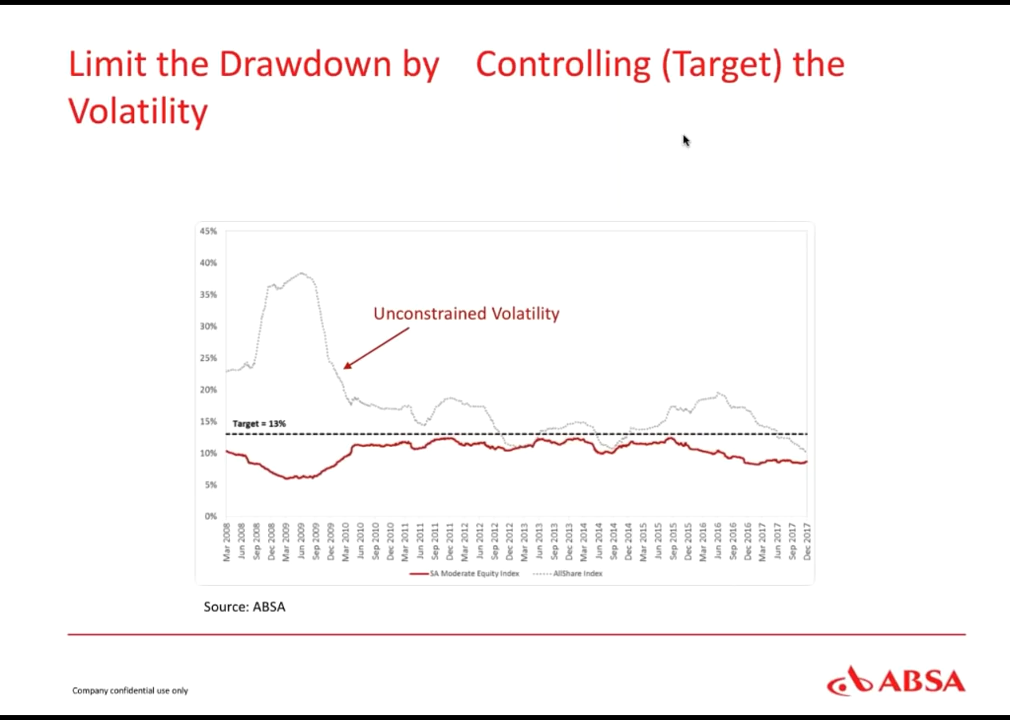 Limit the Drawdown by Controlling (Target) the
Volatility
45%
40%
35%
30%
25%
20%
15%
10%
5%
0%
Unconstrained Volatility
Target = 13%
Mar 2008
Jun 2008
Sep 2008
Dec 2008
Mar 2009
Jun 2009
Sep 2009
Dec 2009
Mar 2010
Jun 2010
Sep 2010
Dec 2010
Mar 2011
Jun 2011
Sep 2011
Dec 2011
Mar 2012
Jun 2012
Sep 2012
Dec 2012
Mar 2013
Jun 2013
Sep 2013
Dec 2013
Mar 2014
Jun 2014
Sep 2014
Dec 2014
Mar 2015
Jun 2015
Sep 2015
Dec 2015
Mar 2016
Jun 2016
Sep 2016
Dec 2016
Mar 2017
Jun 2017
Sep 2017
Dec 2017
SA Moderate Equity Index
AllShare Index
Source: ABSA
Company confidential use only
ABSA